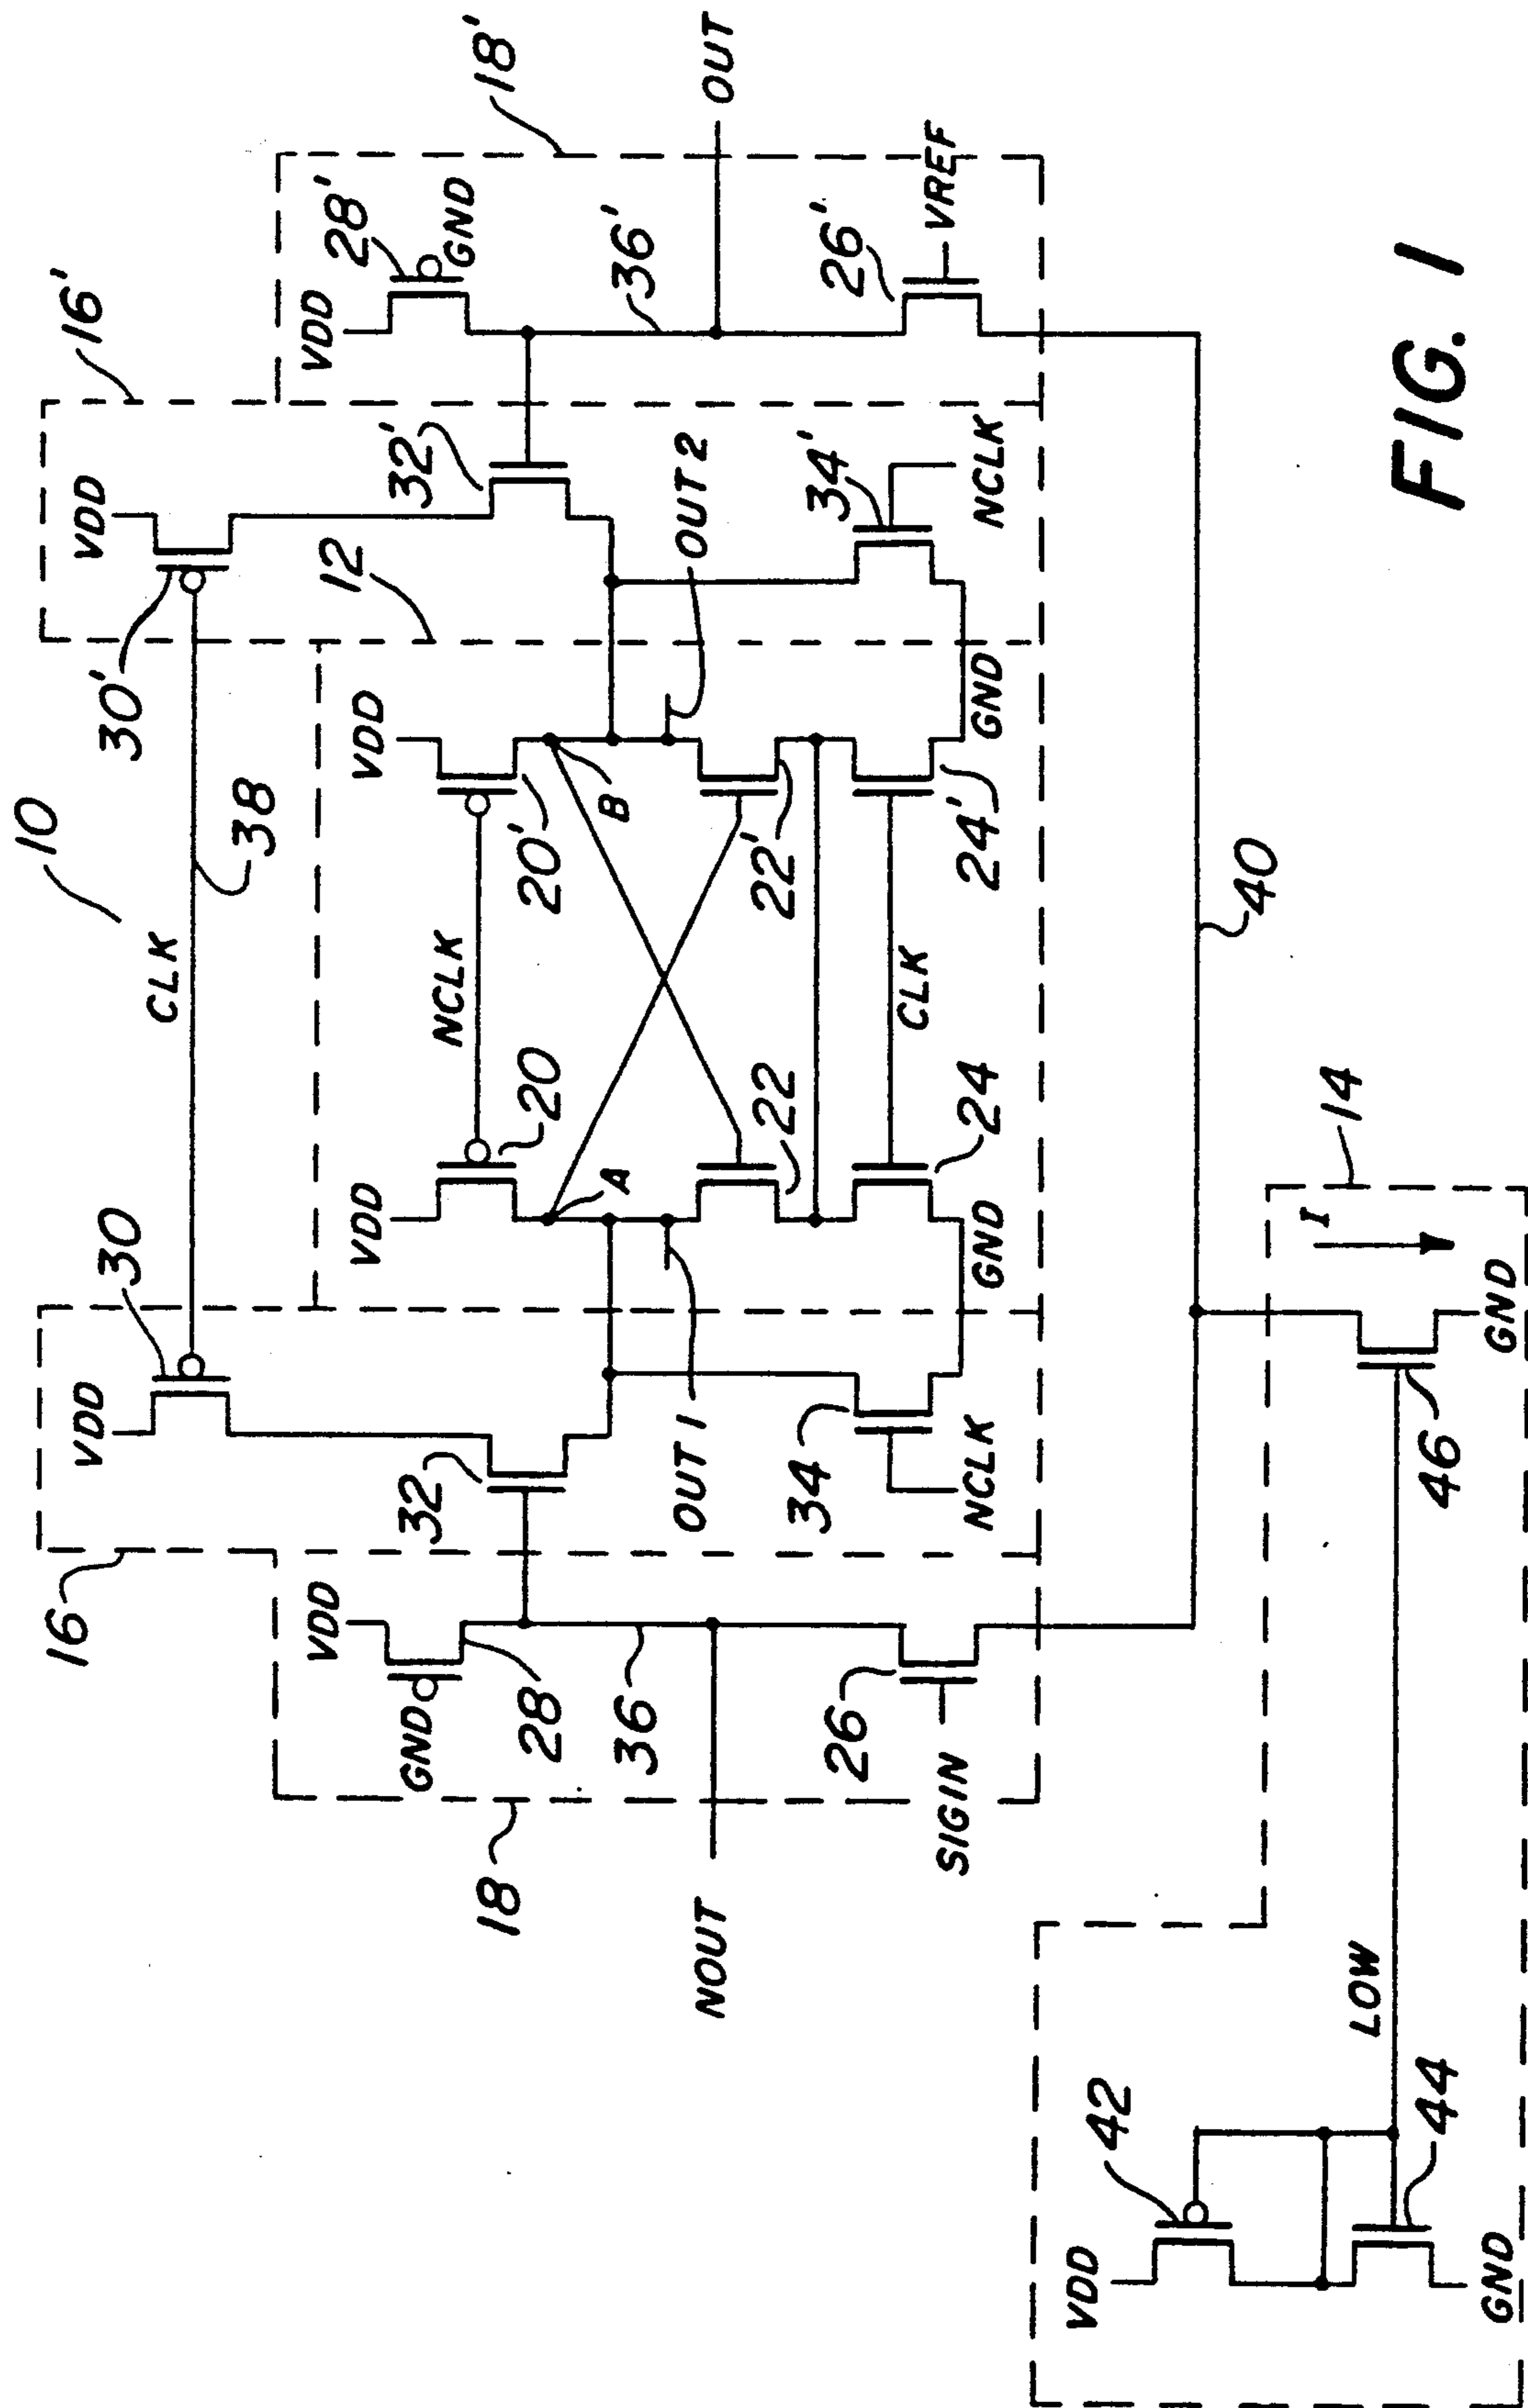 10
16'
18'
30
CLK
38
30'
VDD
VDD
16
12
VDD
GND
28
VDD
NCLK
20
20'
VDD
VDD
28'
GND
32
32'
A
B
36
36'
NOUT
OUT 1
OUT 2
OUT
18
26
22
22'
26'
34
34'
SIGIN
NCLK
CLK
24
24'
GND
GND
NCLK
VREF
40
14
I
42
VDD
LOW
46
44
GND
GND
FIG. 1